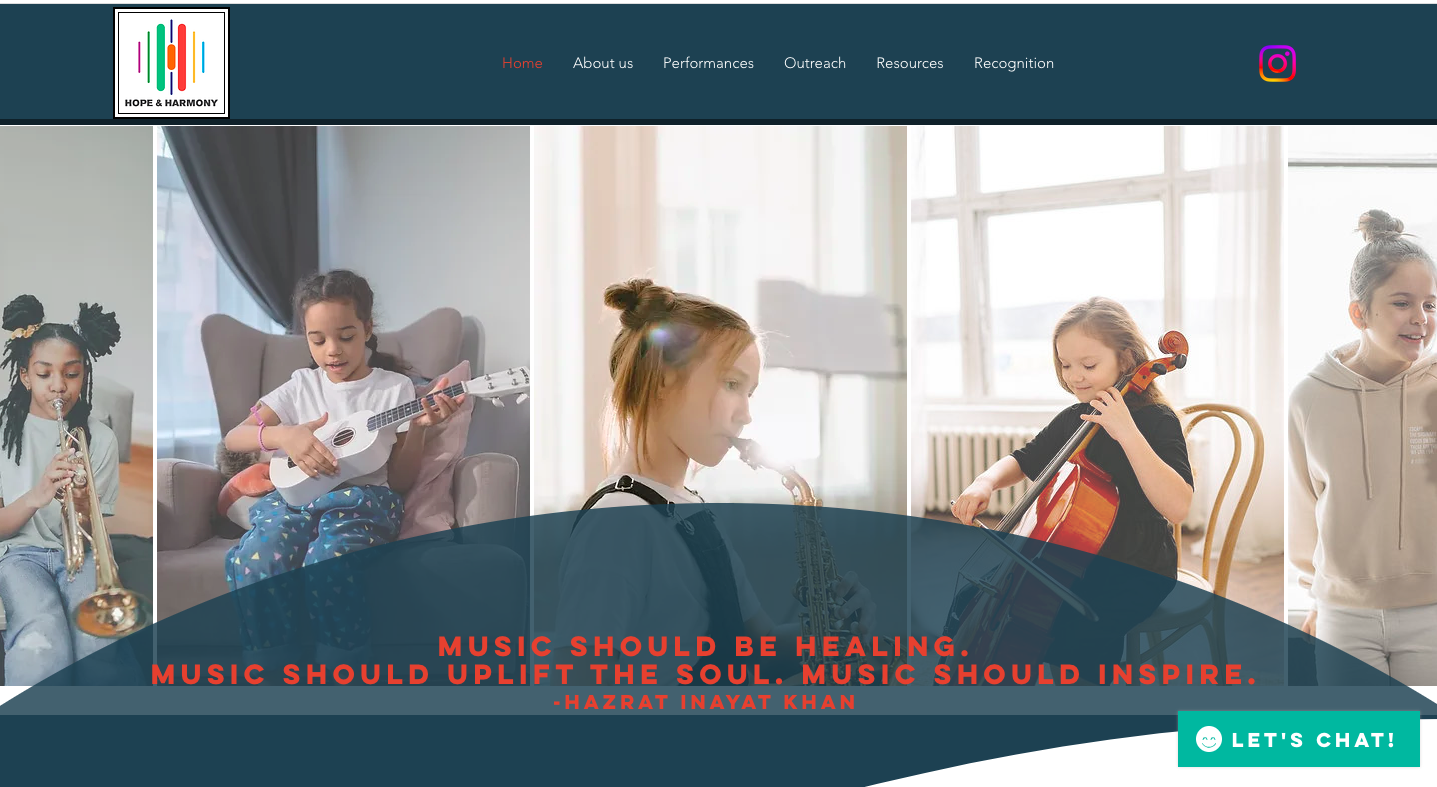 HOPE & HARMONY
Home About us Performances Outreach Resources Recognition
MUSIC SHOULD BE HEALING.
MUSIC SHOULD UPLIFT THE SOUL. MUSIC SHOULD INSPIRE.
-HAZRAT INAYAT KHAN
LET'S CHAT!